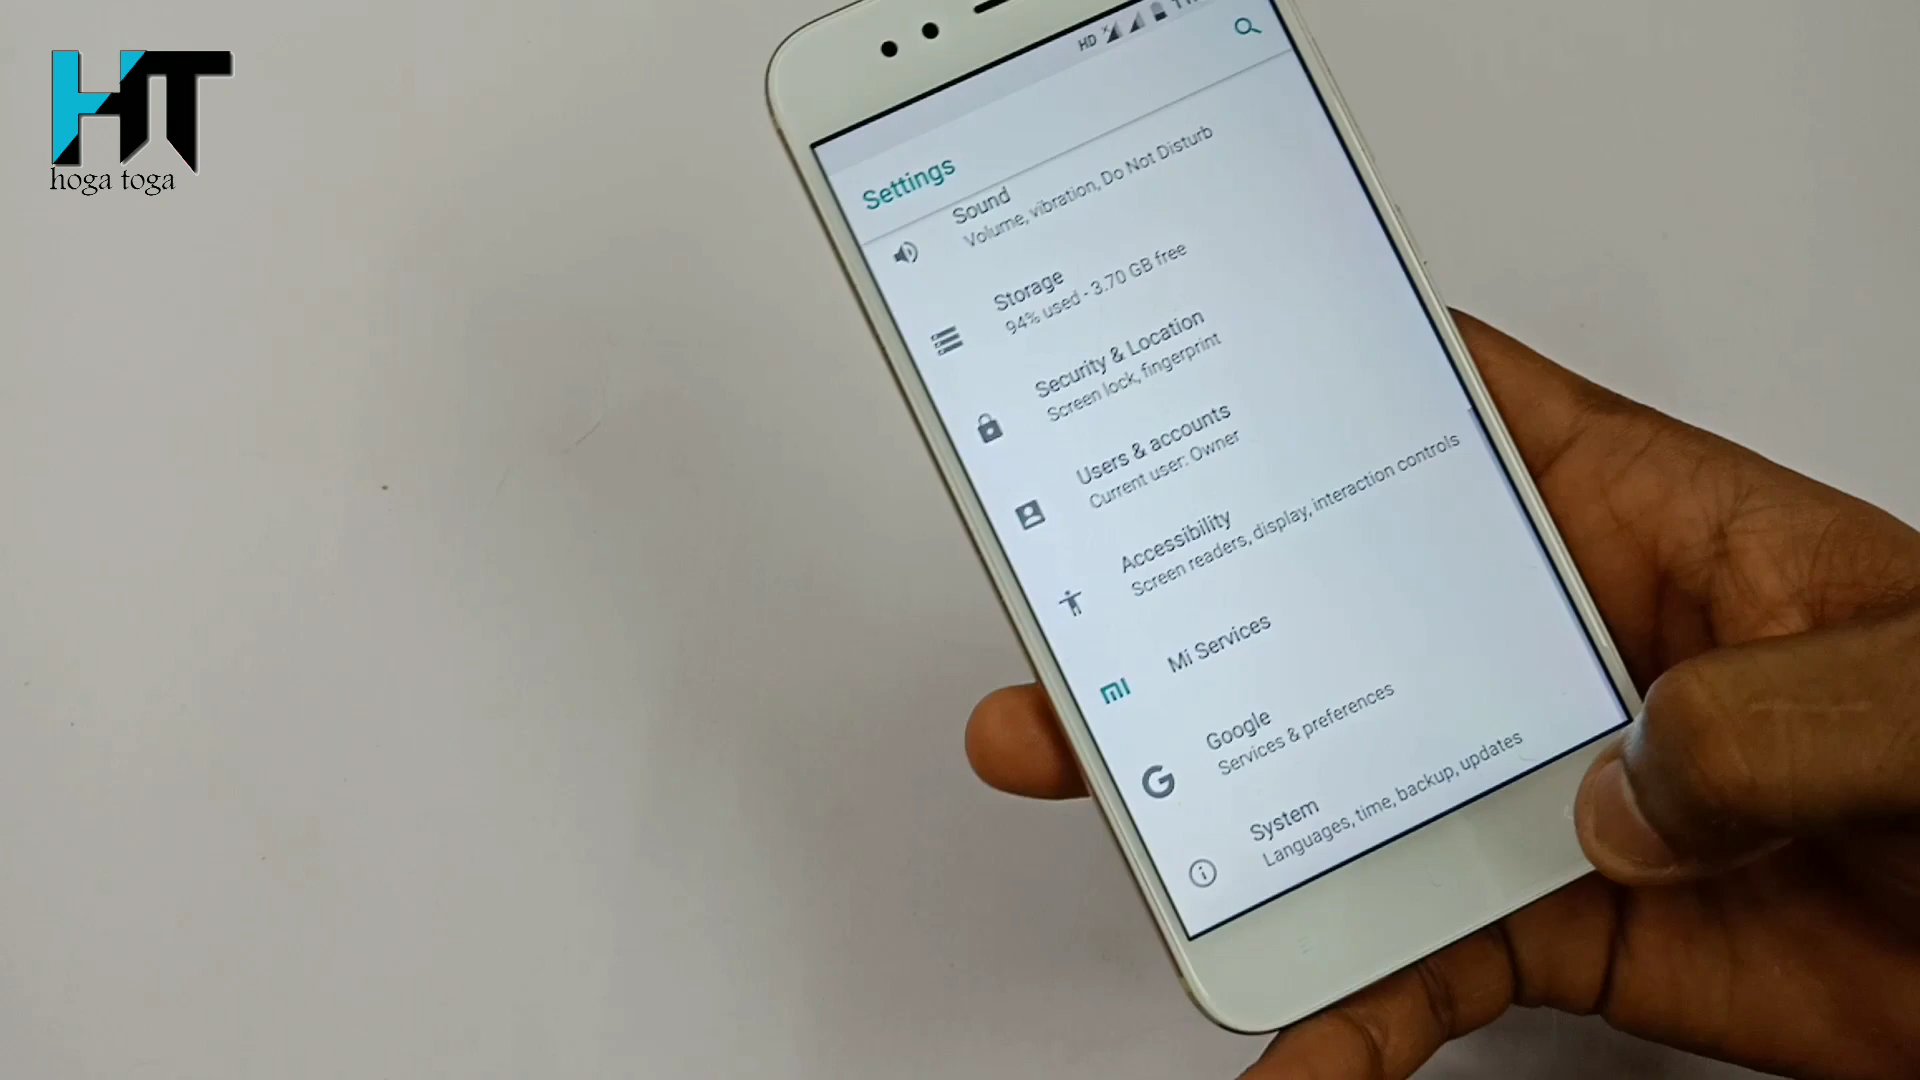 HT
hoga toga
HD
Settings
Sound
Volume, vibration, Do Not Disturb
Storage
94% used - 3.70 GB free
Security & Location
Screen lock, fingerprint
Users & accounts
Current user: Owner
Accessibility
Screen readers, display, interaction controls
Mi Services
Google
Services & preferences
System
Languages, time, backup, updates